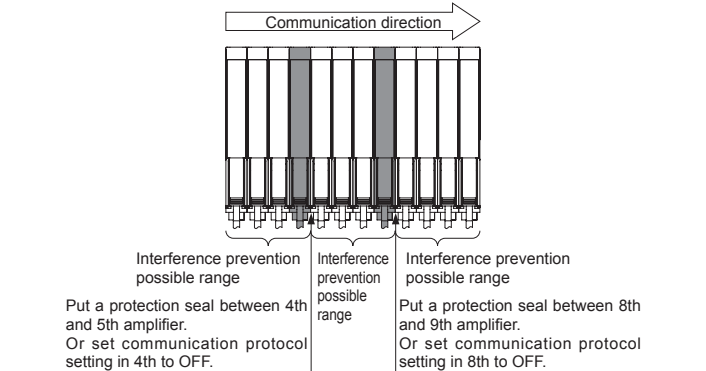 Communication direction
Interference prevention
possible range
Interference
prevention
possible
range
Interference prevention
possible range
Put a protection seal between 4th
and 5th amplifier.
Or set communication protocol
setting in 4th to OFF.
Put a protection seal between 8th
and 9th amplifier.
Or set communication protocol
setting in 8th to OFF.